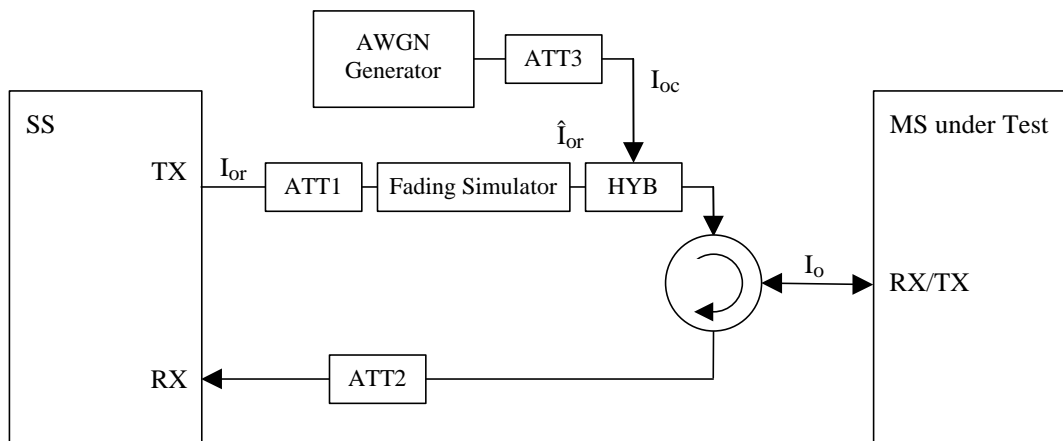 AWGN
Generator
ATT3
I_oc
SS
MS under Test
Î_or
TX
I_or
ATT1
Fading Simulator
HYB
I_o
RX/TX
RX
ATT2